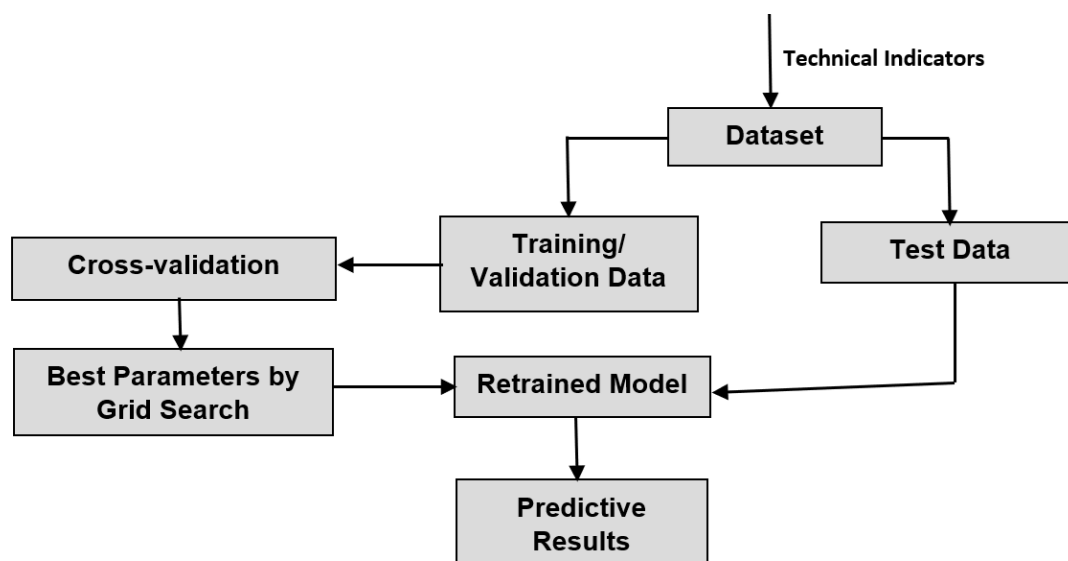 Technical Indicators
Dataset
Training/
Validation Data
Test Data
Cross-validation
Best Parameters by
Grid Search
Retrained Model
Predictive
Results